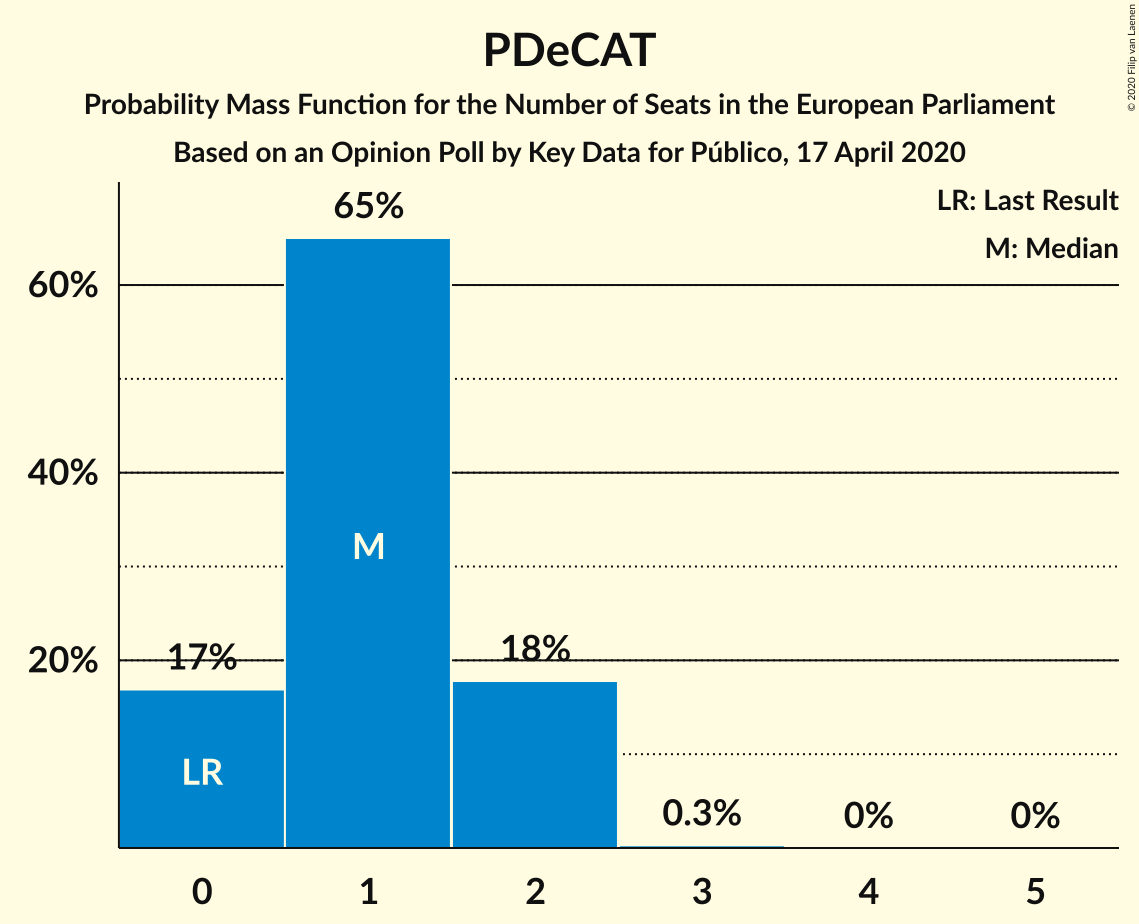 PDeCAT
Probability Mass Function for the Number of Seats in the European Parliament
Based on an Opinion Poll by Key Data for Público, 17 April 2020
© 2020 Filip van Laenen
LR: Last Result
M: Median
65%
60%
40%
M
20%
17%
18%
LR
0.3%
0%
0%
0
1
2
3
4
5